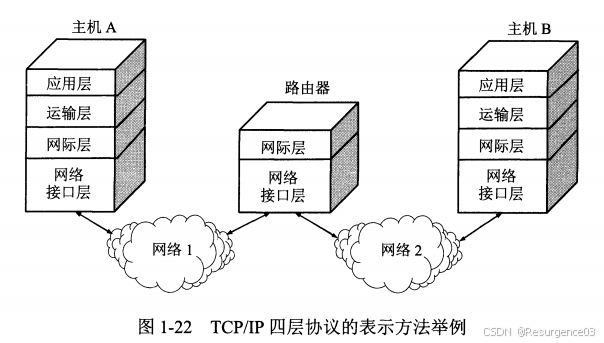 主机 A
应用层
运输层
网际层
网络
接口层
路由器
网际层
网络
接口层
主机 B
应用层
运输层
网际层
网络
接口层
网络 1
网络 2
图 1-22 TCP/IP 四层协议的表示方法举例
CSDN @Resurgence03